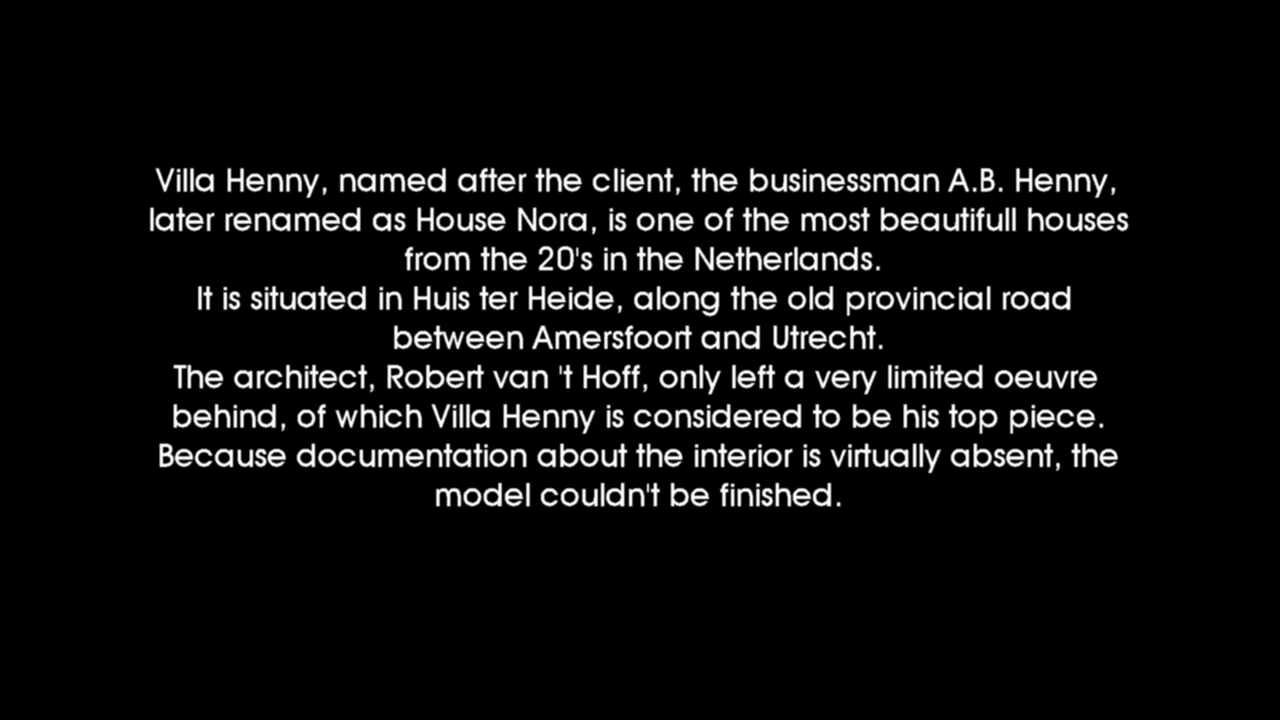 Villa Henny, named after the client, the businessman A.B. Henny,
later renamed as House Nora, is one of the most beautifull houses
from the 20's in the Netherlands.
It is situated in Huis ter Heide, along the old provincial road
between Amersfoort and Utrecht.
The architect, Robert van 't Hoff, only left a very limited oeuvre
behind, of which Villa Henny is considered to be his top piece.
Because documentation about the interior is virtually absent, the
model couldn't be finished.